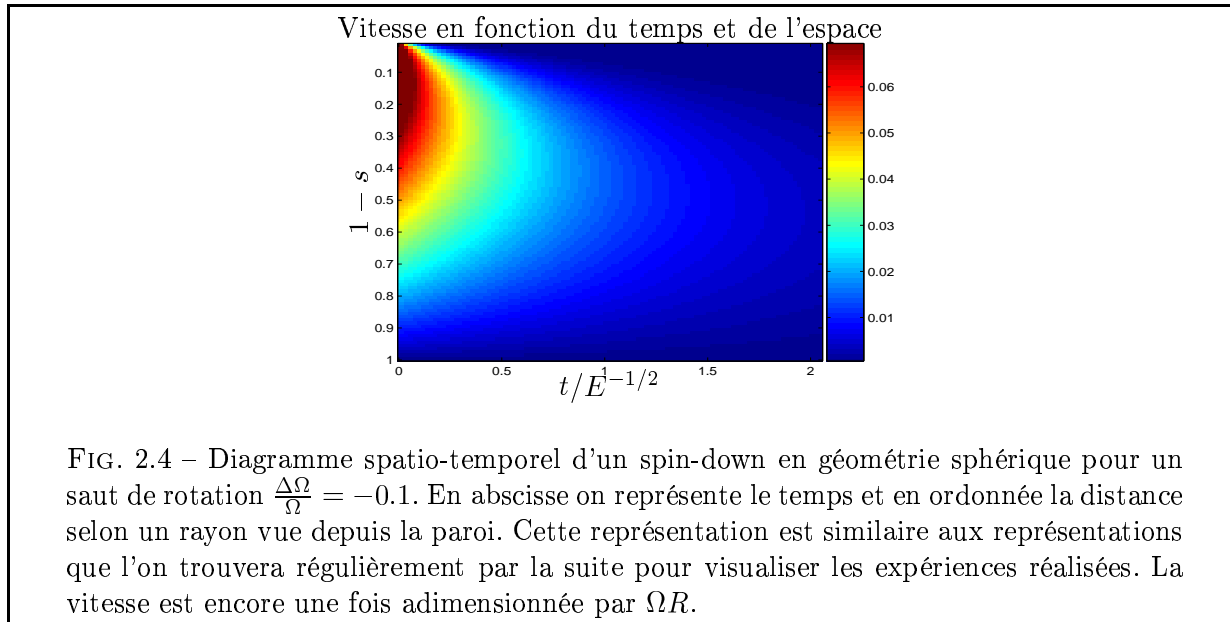 Vitesse en fonction du temps et de l'espace
0.1
0.2
0.3
0.4
0.5
0.6
0.7
0.8
0.9
1
1 − s
0
0.5
1
1.5
2
t/E^{-1/2}
0.06
0.05
0.04
0.03
0.02
0.01
FIG. 2.4 – Diagramme spatio-temporel d'un spin-down en géométrie sphérique pour un
saut de rotation ΔΩ/Ω = −0.1. En abscisse on représente le temps et en ordonnée la distance
selon un rayon vue depuis la paroi. Cette représentation est similaire aux représentations
que l'on trouvera régulièrement par la suite pour visualiser les expériences réalisées. La
vitesse est encore une fois adimensionnée par ΩR.